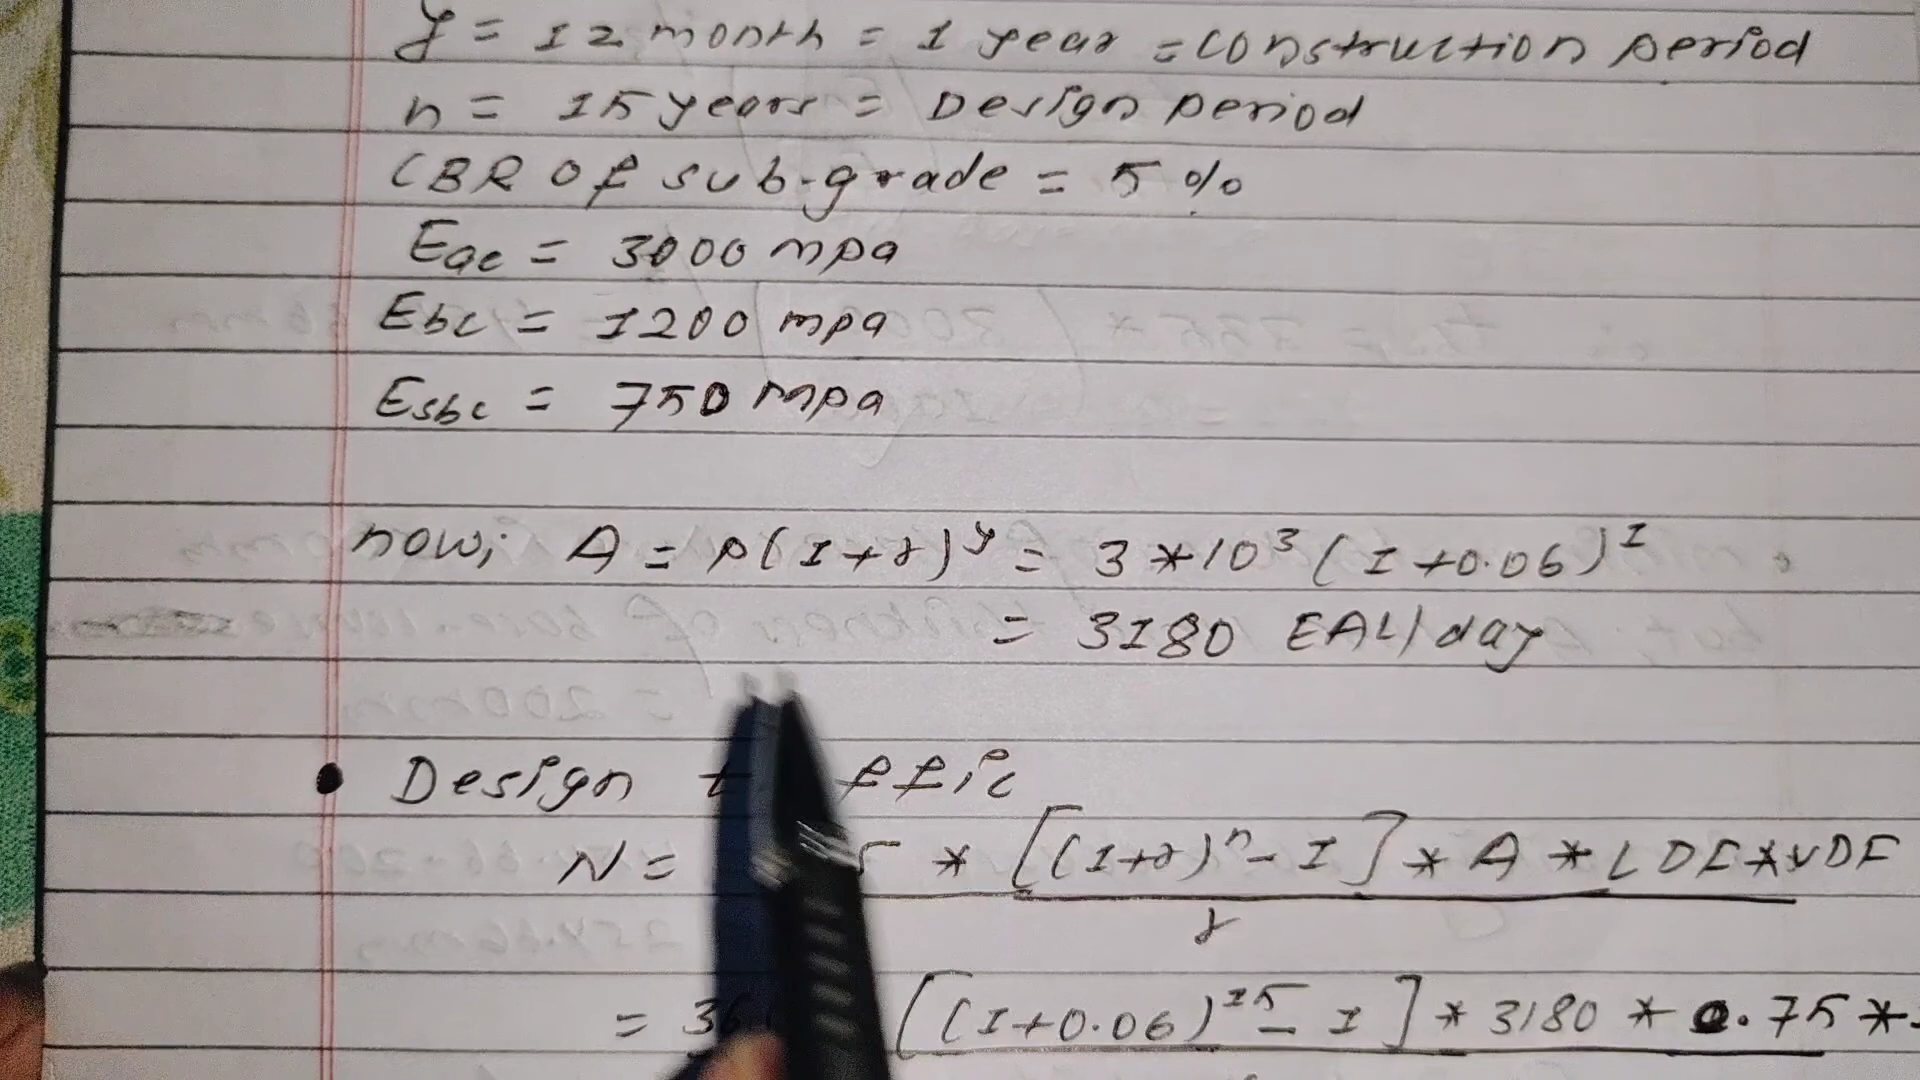 y = 12 month = 1 year = construction period
n = 15 years = Design period
CBR of sub-grade = 5 %
Eac = 3000 mpa
Ebc = 1200 mpa
Esbc = 750 mpa
now; A = P(1+r)^y = 3*10^3 (1+0.06)^1
= 3180 EAL/day
• Design
N = * [(1+r)^n - 1] * A * LDF * VDF
r
= [(1+0.06)^15 - 1] * 3180 * 0.75 *